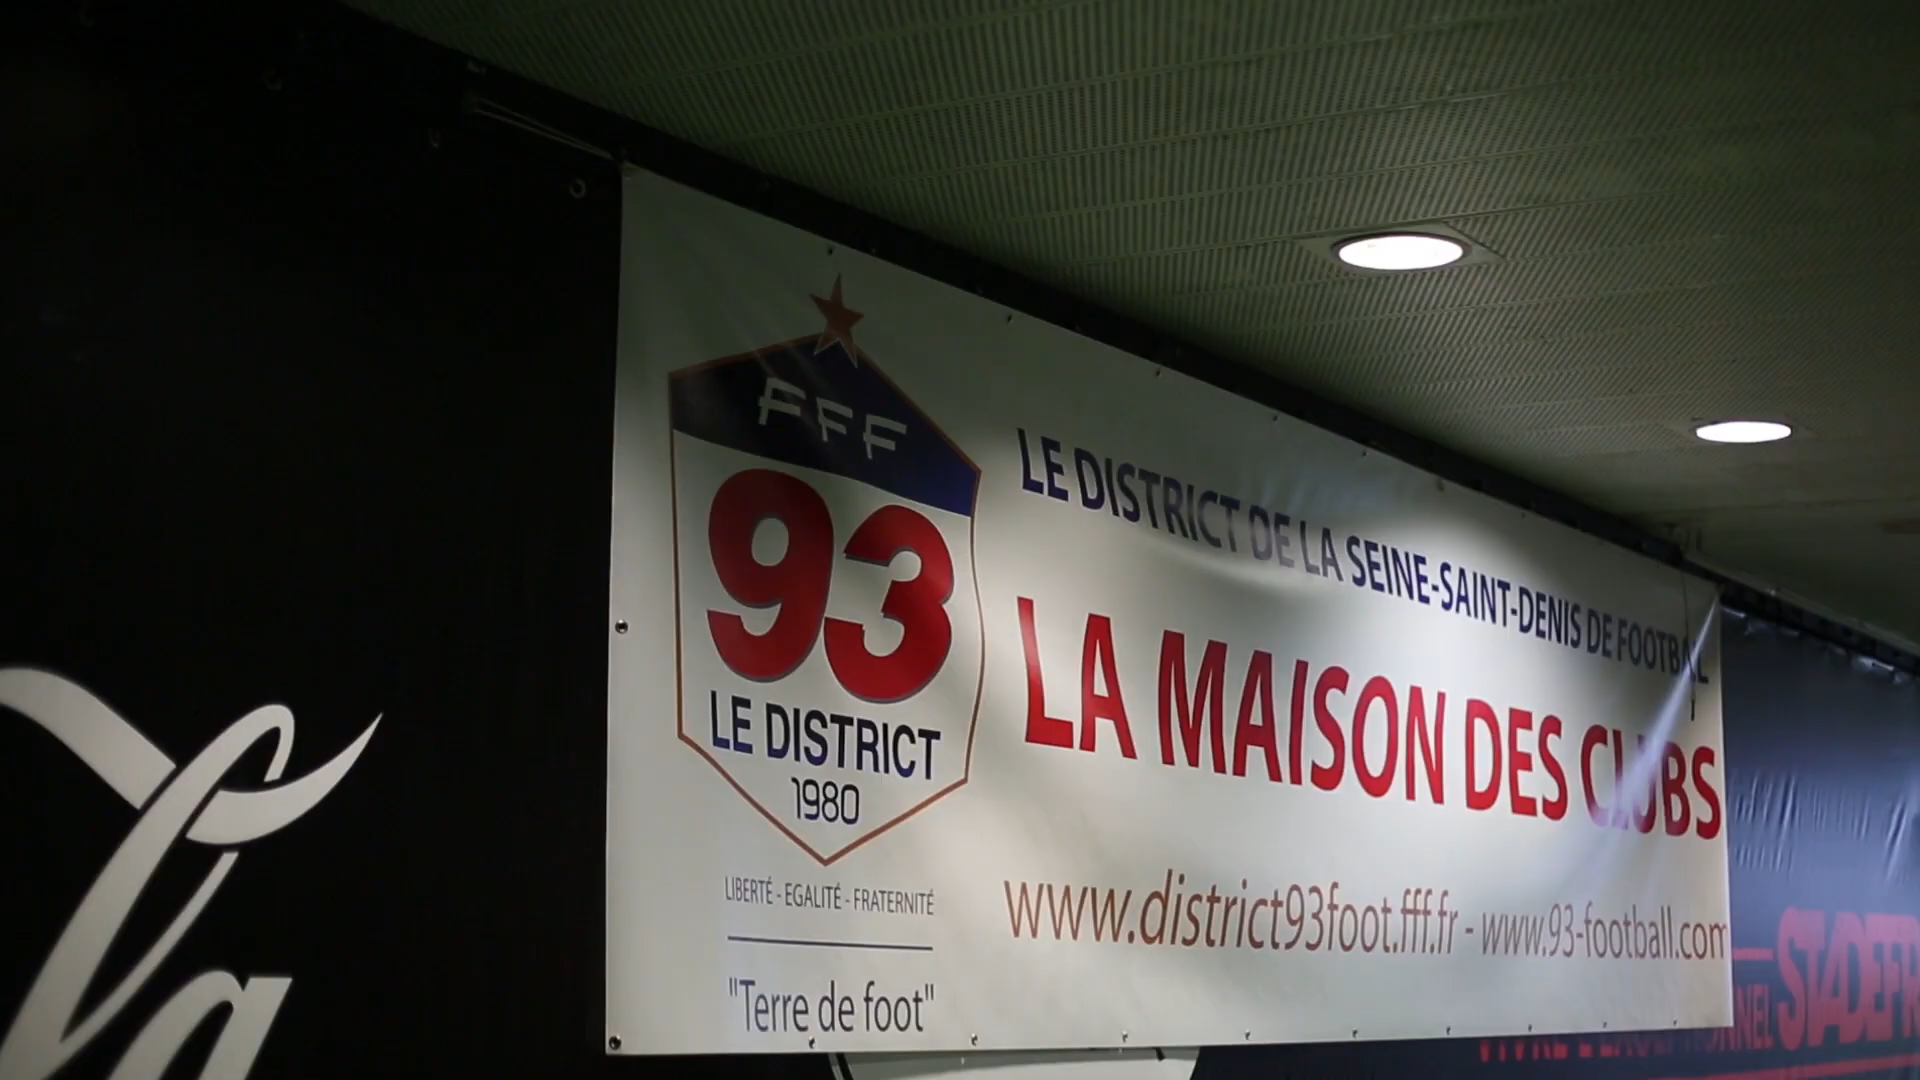 FFF
93
LE DISTRICT
1980
LIBERTÉ - EGALITÉ - FRATERNITÉ
"Terre de foot"
LE DISTRICT DE LA SEINE-SAINT-DENIS DE FOOTBALL
LA MAISON DES CLUBS
www.district93foot.fff.fr - www.93-football.com
STADEFR